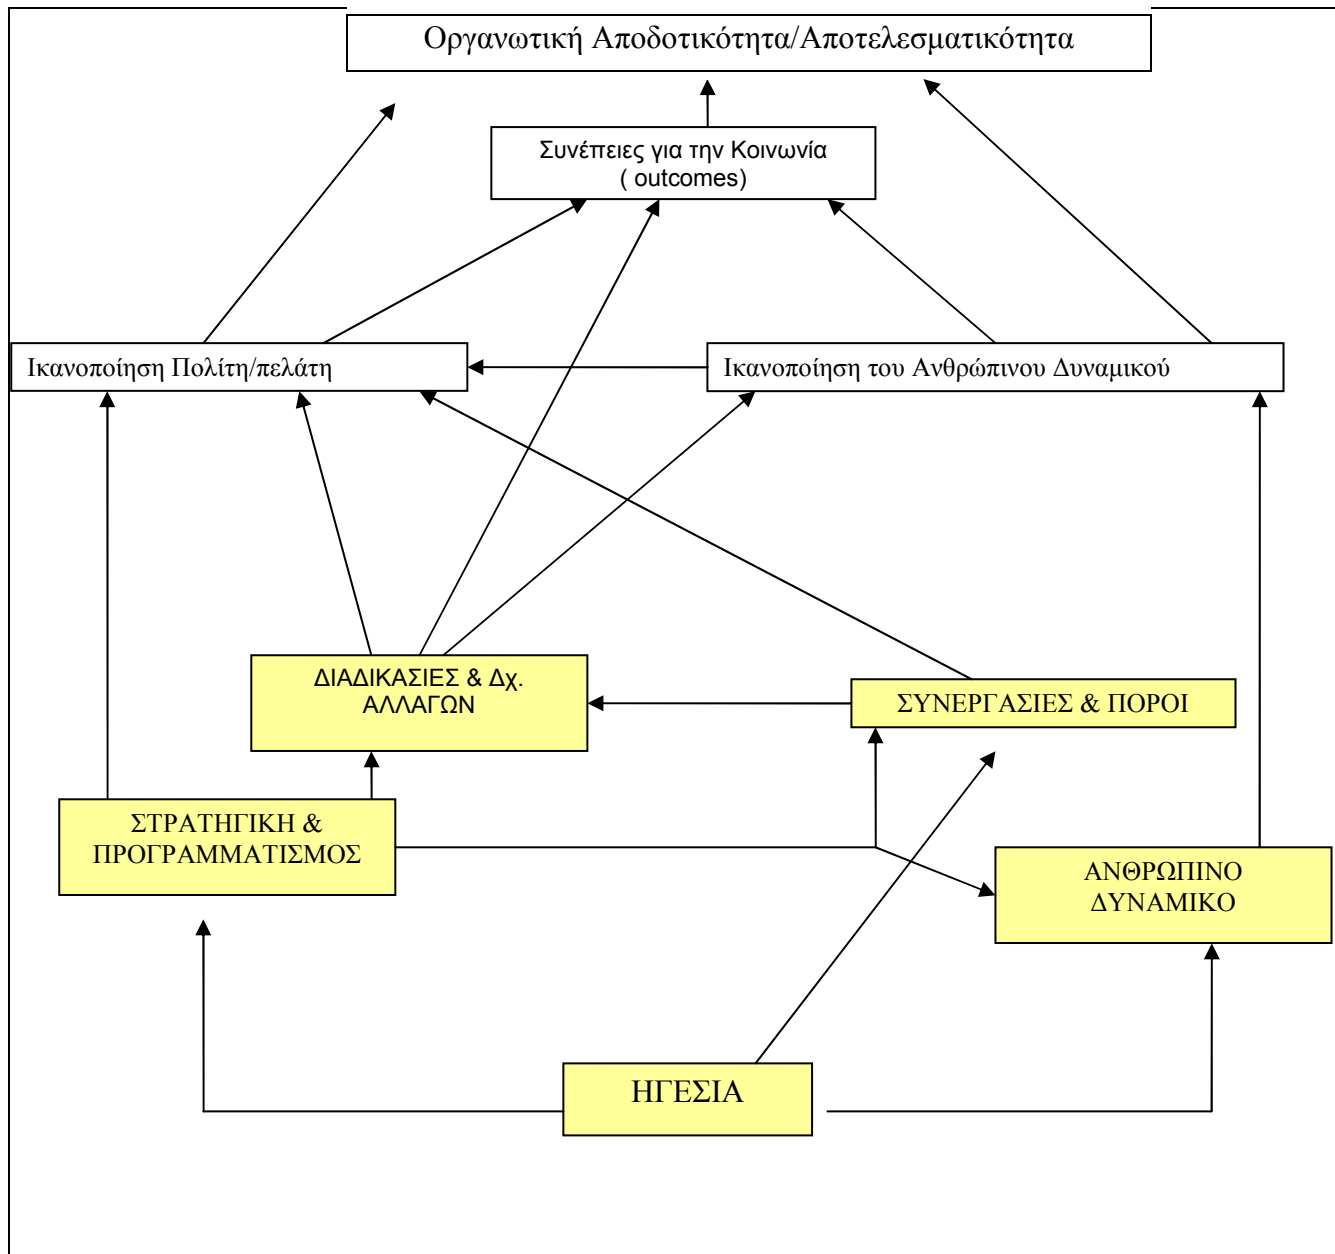 Οργανωτική Αποδοτικότητα/Αποτελεσματικότητα
Συνέπειες για την Κοινωνία
( outcomes)
Ικανοποίηση Πολίτη/πελάτη
Ικανοποίηση του Ανθρώπινου Δυναμικού
ΔΙΑΔΙΚΑΣΙΕΣ & Δχ.
ΑΛΛΑΓΩΝ
ΣΥΝΕΡΓΑΣΙΕΣ & ΠΟΡΟΙ
ΣΤΡΑΤΗΓΙΚΗ &
ΠΡΟΓΡΑΜΜΑΤΙΣΜΟΣ
ΑΝΘΡΩΠΙΝΟ
ΔΥΝΑΜΙΚΟ
ΗΓΕΣΙΑ